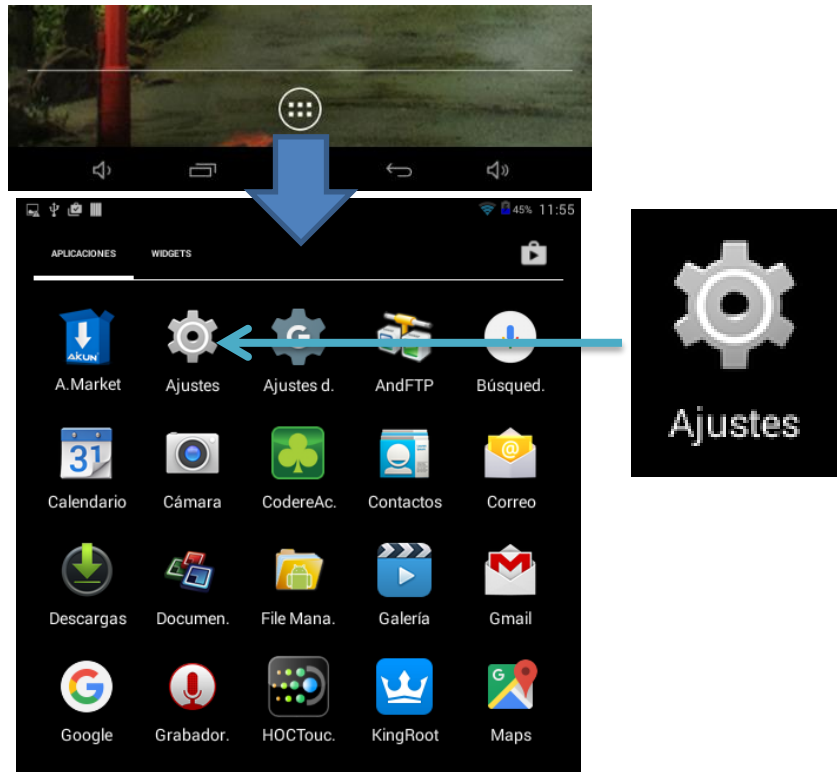 45% 11:55
APLICACIONES WIDGETS
AKUN
G
A.Market Ajustes Ajustes d. AndFTP Búsqued.
Ajustes
31 @
Calendario Cámara CodereAc. Contactos Correo
Descargas Documen. File Mana. Galería Gmail
G G
Google Grabador. HOCTouc. KingRoot Maps